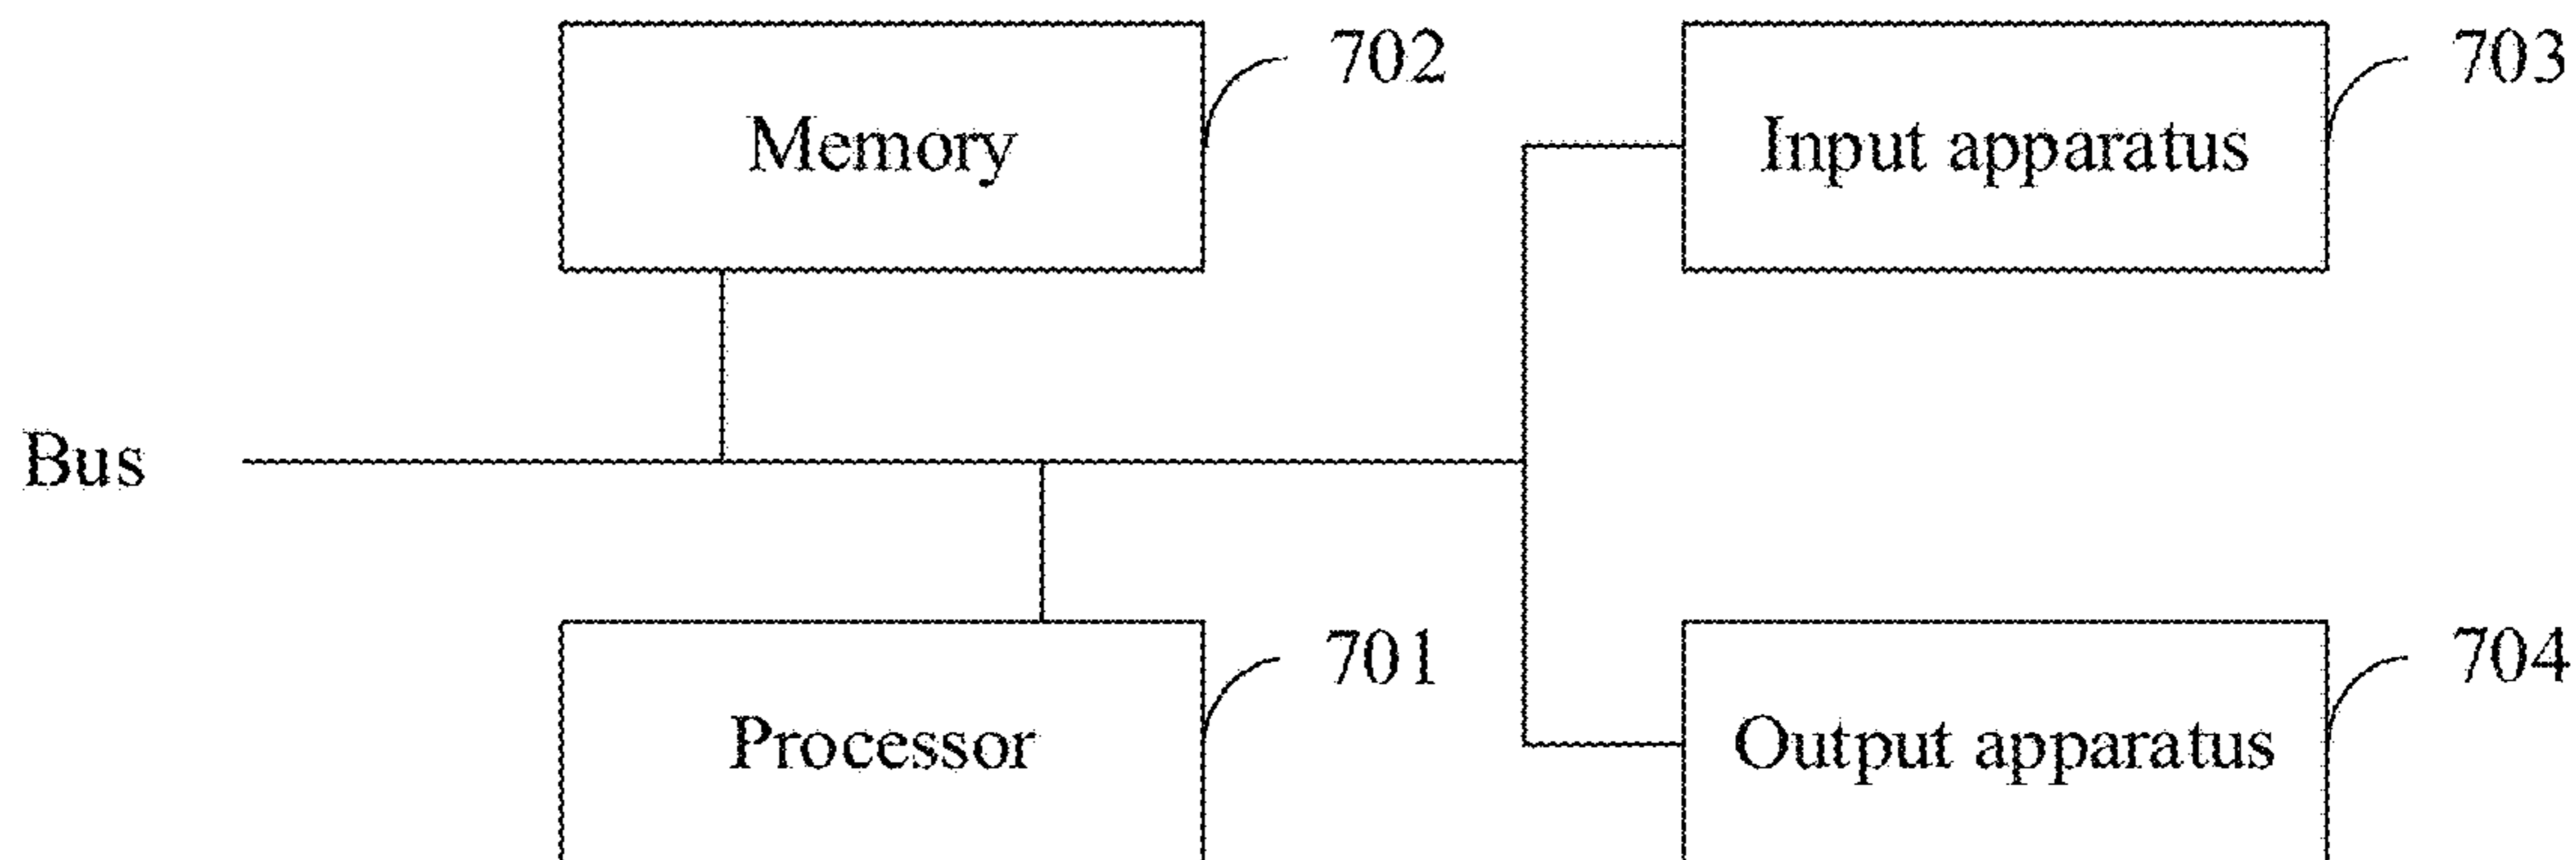 702
703
Memory
Input apparatus
Bus
701
704
Processor
Output apparatus